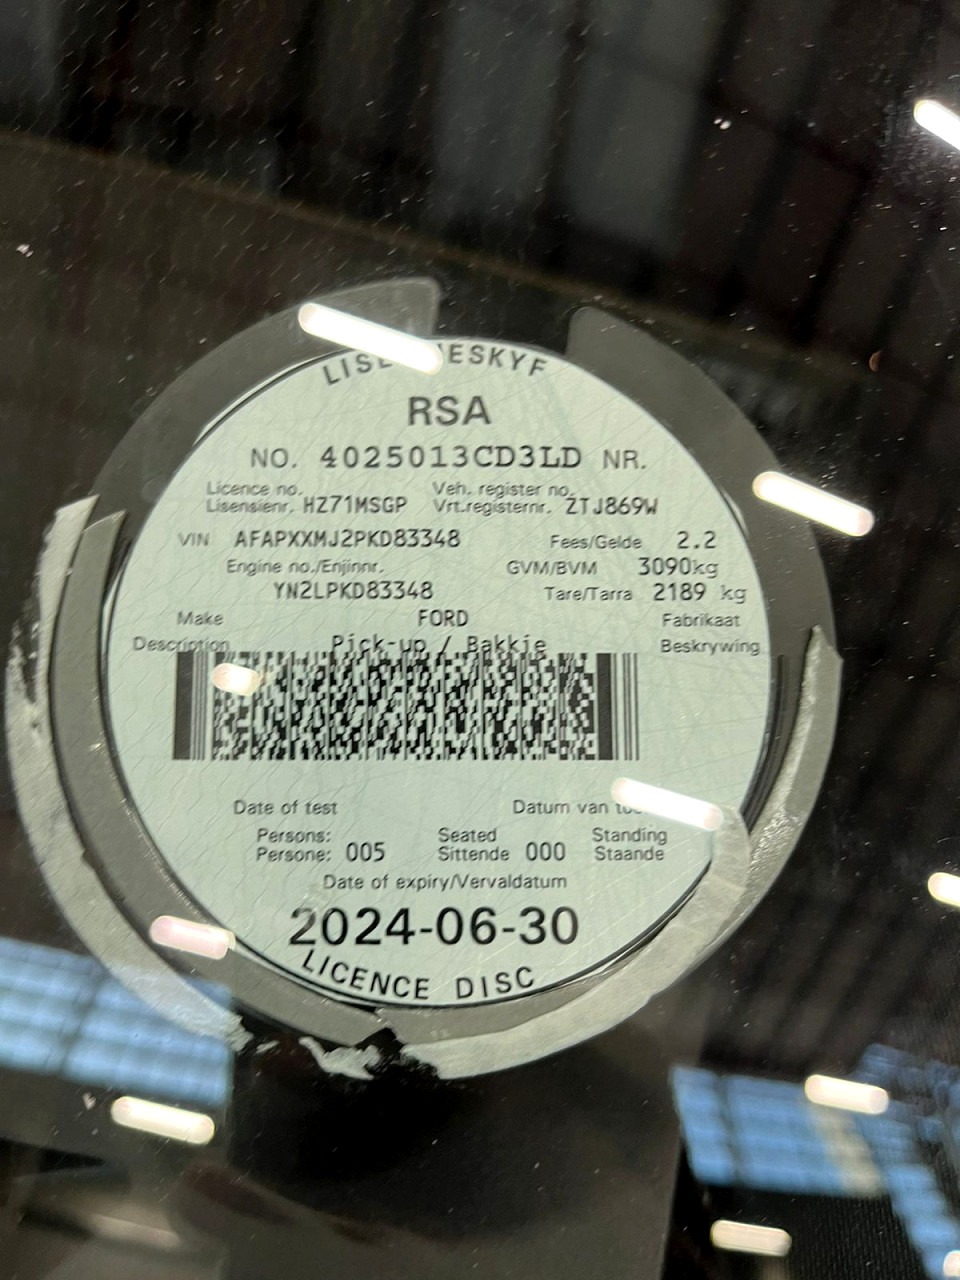 RSA
NO. 4025013CD3LD NR.
Licence no. Veh. register no.
Lisensienr. HZ71MSGP Vrt.registernr. ZTJ869W
VIN AFAPXXMJ2PKD83348 Fees/Gelde 2.2
Engine no./Enjinnr. GVM/BVM 3090kg
YN2LPKD83348 Tare/Tarra 2189 kg
Make FORD Fabrikaat
Description Pick-up / Bakkie Beskrywing
Date of test Datum van
Persons: Seated Standing
Persone: 005 Sittende 000 Staande
Date of expiry/Vervaldatum
2024-06-30
LICENCE DISC